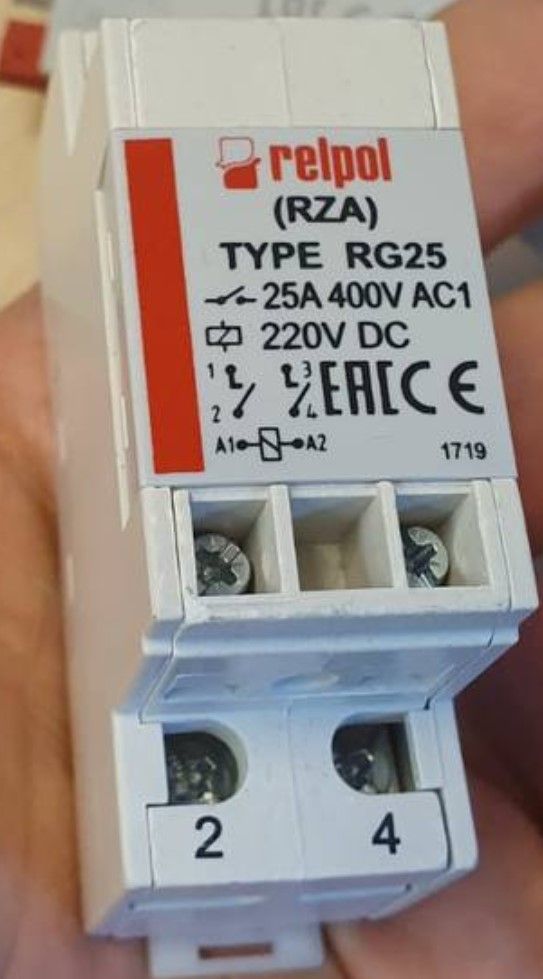 relpol
(RZA)
TYPE RG25
25A 400V AC1
220V DC
1 3 EAC CE
2 4
A1 A2 1719
2 4